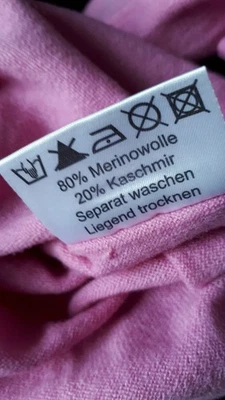 80% Merinowolle
20% Kaschmir
Separat waschen
Liegend trocknen